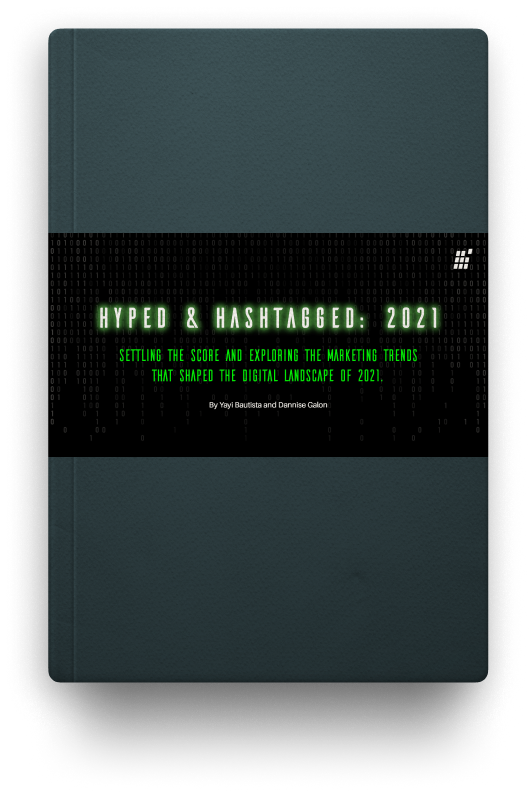 HYPED & HASHTAGGED: 2021
SETTLING THE SCORE AND EXPLORING THE MARKETING TRENDS
THAT SHAPED THE DIGITAL LANDSCAPE OF 2021.
By Yayi Bautista and Dannise Galon